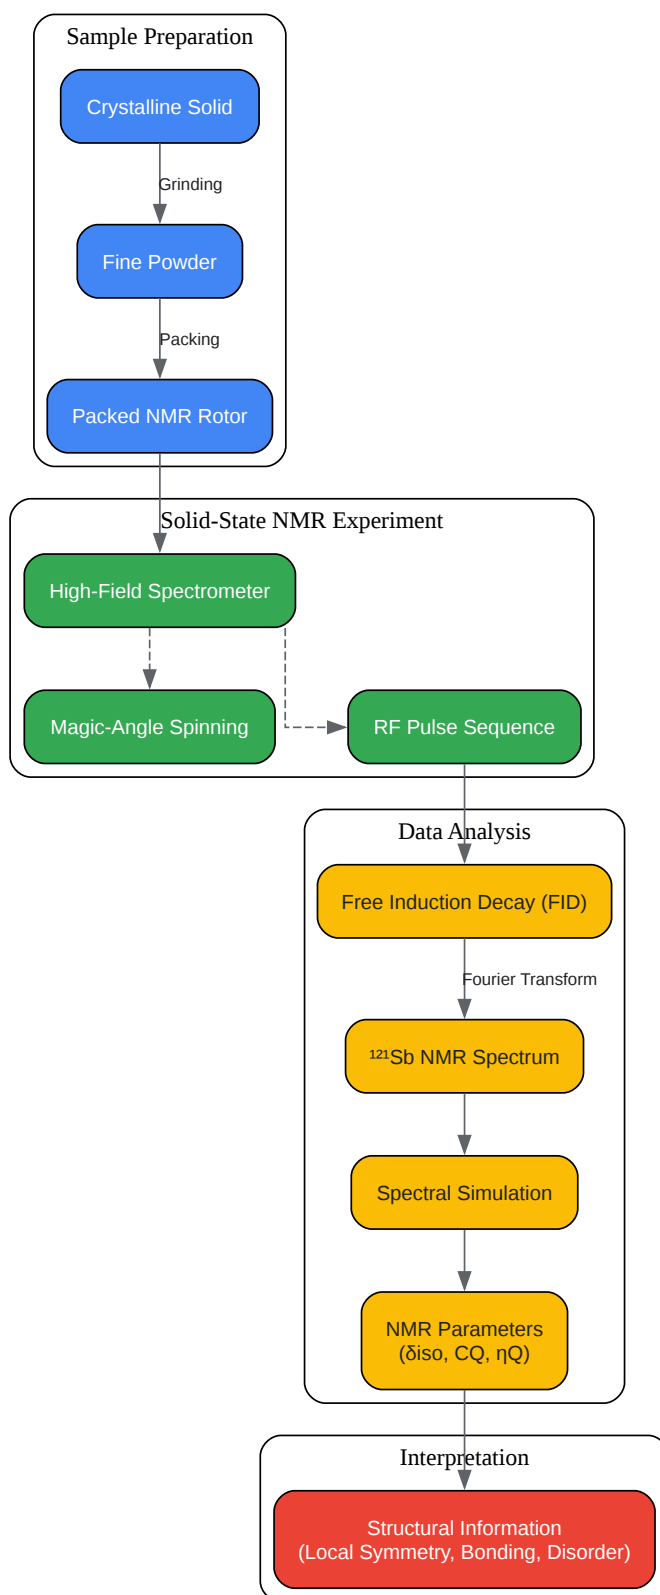 Sample Preparation
Crystalline Solid
Grinding
Fine Powder
Packing
Packed NMR Rotor
Solid-State NMR Experiment
High-Field Spectrometer
Magic-Angle Spinning
RF Pulse Sequence
Data Analysis
Free Induction Decay (FID)
Fourier Transform
¹²¹Sb NMR Spectrum
Spectral Simulation
NMR Parameters
(δiso, CQ, ηQ)
Interpretation
Structural Information
(Local Symmetry, Bonding, Disorder)